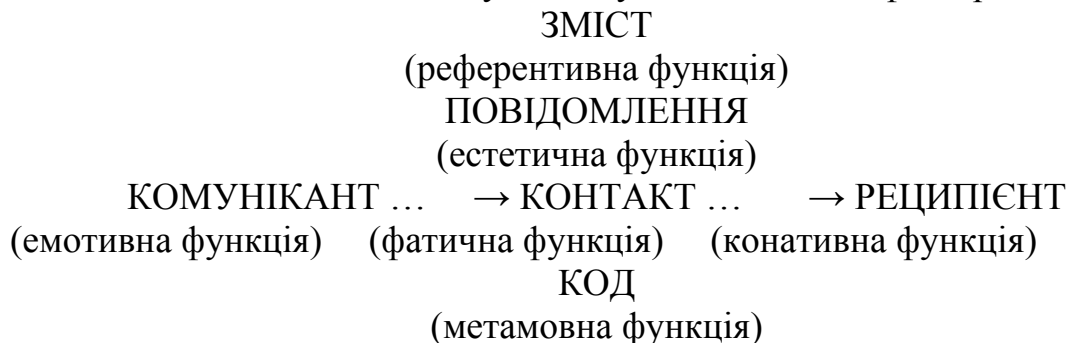 ЗМІСТ
(референтивна функція)
ПОВІДОМЛЕННЯ
(естетична функція)
КОМУНІКАНТ … → КОНТАКТ … → РЕЦИПІЄНТ
(емотивна функція) (фатична функція) (конативна функція)
КОД
(метамовна функція)